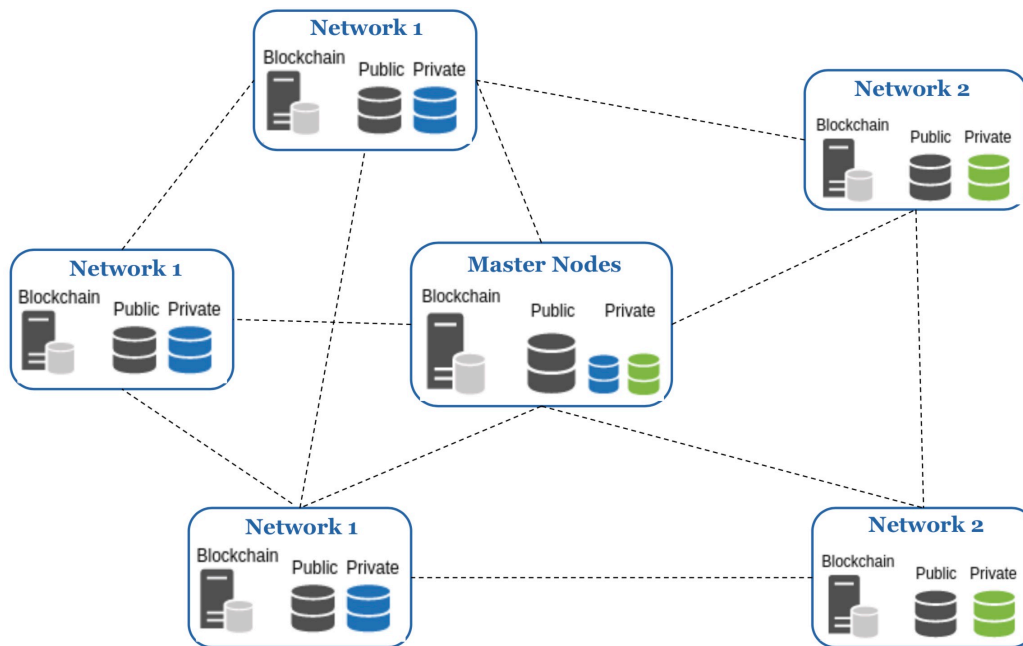 Network 1
Blockchain
Public Private
Network 2
Blockchain
Public Private
Network 1
Blockchain
Public Private
Master Nodes
Blockchain
Public Private
Network 1
Blockchain
Public Private
Network 2
Blockchain
Public Private